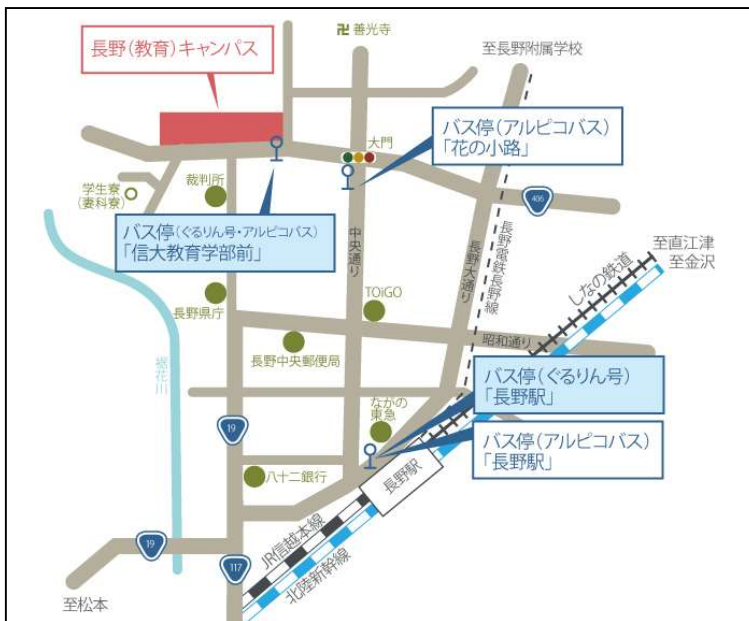 卍 善光寺
長野(教育)キャンパス
至長野附属学校
バス停(アルピコバス)
「花の小路」
大門
学生寮
(妻科寮)
裁判所
406
バス停(ぐるりん号・アルピコバス)
「信大教育学部前」
中央通り
長野大通り
長野電鉄長野線
至直江津
至金沢
しなの鉄道
長野県庁
TOiGO
昭和通り
長野中央郵便局
裾花川
バス停(ぐるりん号)
「長野駅」
ながの
東急
19
バス停(アルピコバス)
「長野駅」
八十二銀行
長野駅
JR信越本線
北陸新幹線
19
117
至松本